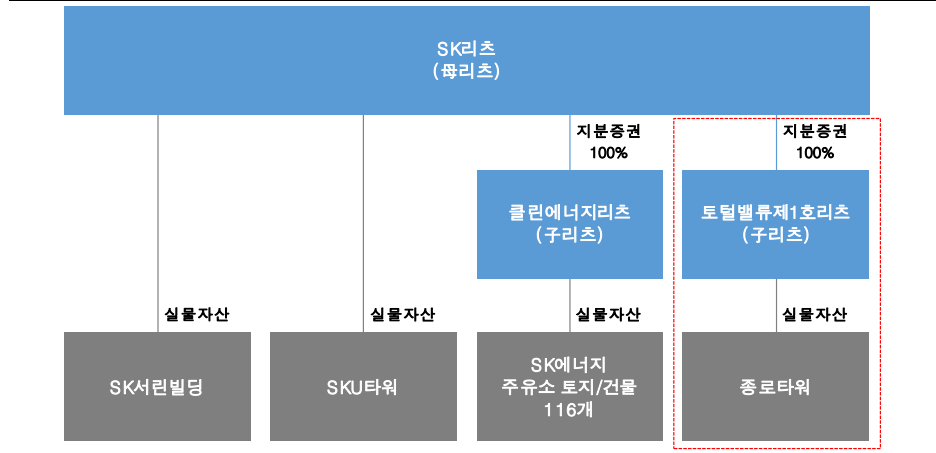 SK리츠
(母리츠)
지분증권
100%
지분증권
100%
클린에너지리츠
(子리츠)
토털밸류제1호리츠
(子리츠)
실물자산
실물자산
실물자산
실물자산
SK서린빌딩
SKU타워
SK에너지
주유소 토지/건물
116개
종로타워